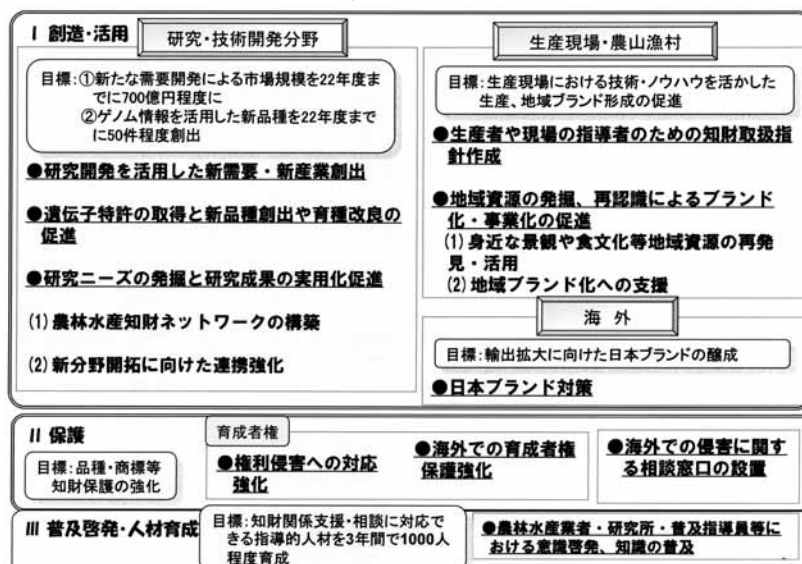 Ⅰ 創造・活用
研究・技術開発分野
目標:①新たな需要開発による市場規模を22年度ま
でに700億円程度に
②ゲノム情報を活用した新品種を22年度まで
に50件程度創出
●研究開発を活用した新需要・新産業創出
●遺伝子特許の取得と新品種創出や育種改良の
促進
●研究ニーズの発掘と研究成果の実用化促進
(1) 農林水産知財ネットワークの構築
(2) 新分野開拓に向けた連携強化
生産現場・農山漁村
目標:生産現場における技術・ノウハウを活かした
生産、地域ブランド形成の促進
●生産者や現場の指導者のための知財取扱指
針作成
●地域資源の発掘、再認識によるブランド
化・事業化の促進
(1) 身近な景観や食文化等地域資源の再発
見・活用
(2) 地域ブランド化への支援
海 外
目標:輸出拡大に向けた日本ブランドの醸成
●日本ブランド対策
Ⅱ 保護
目標:品種・商標等
知財保護の強化
育成者権
●権利侵害への対応
強化
●海外での育成者権
保護強化
●海外での侵害に関す
る相談窓口の設置
Ⅲ 普及啓発・人材育成
目標:知財関係支援・相談に対応で
きる指導的人材を3年間で1000人
程度育成
●農林水産業者・研究所・普及指導員等に
おける意識啓発、知識の普及